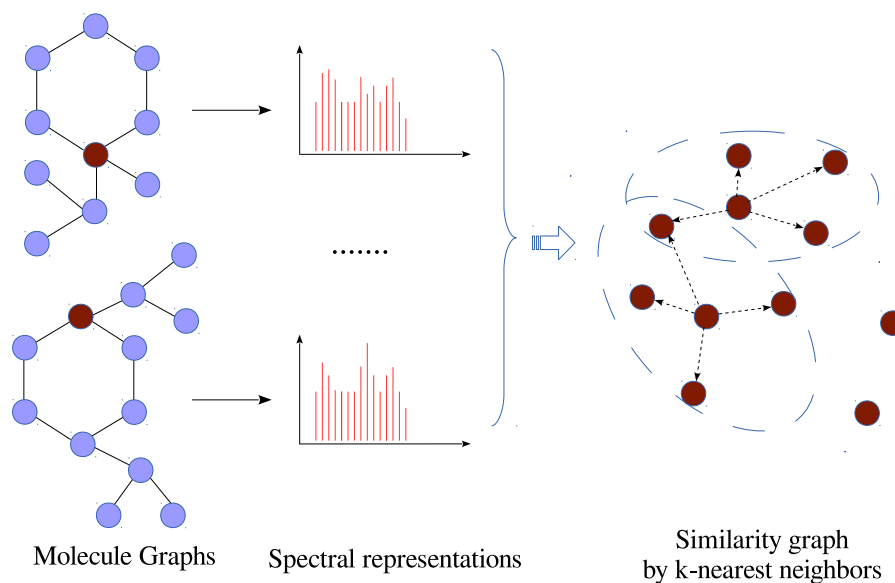 .......
Molecule Graphs
Spectral representations
Similarity graph
by k-nearest neighbors